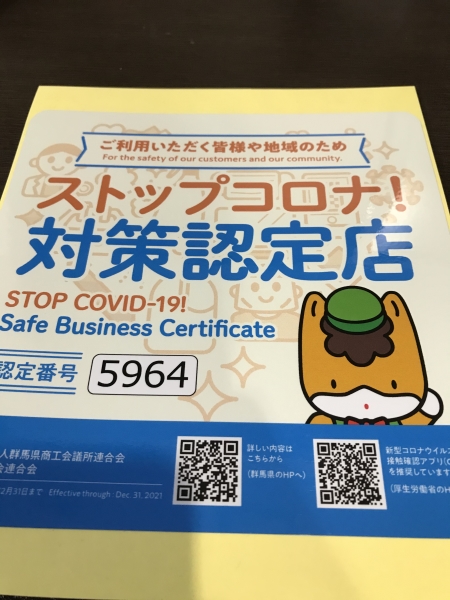 ご利用いただく皆様や地域のため
For the safety of our customers and our community.
ストップコロナ!
対策認定店
STOP COVID-19!
Safe Business Certificate
認定番号 5964
人群馬県商工会議所連合会
会連合会
2月31日まで Effective through Dec. 31, 2021
詳しい内容は
こちらから
(群馬県のHPへ)
新型コロナウイルス
接触確認アプリ(C
を推奨しています
(厚生労働省のH